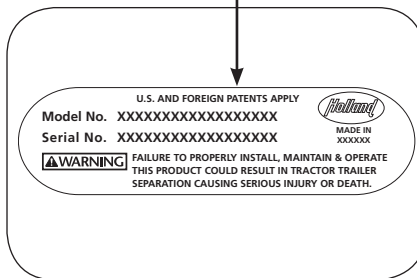 U.S. AND FOREIGN PATENTS APPLY
Holland
Model No. XXXXXXXXXXXXXXXXXX
Serial No. XXXXXXXXXXXXXXXXXX
MADE IN
XXXXXX
WARNING FAILURE TO PROPERLY INSTALL, MAINTAIN & OPERATE
THIS PRODUCT COULD RESULT IN TRACTOR TRAILER
SEPARATION CAUSING SERIOUS INJURY OR DEATH.